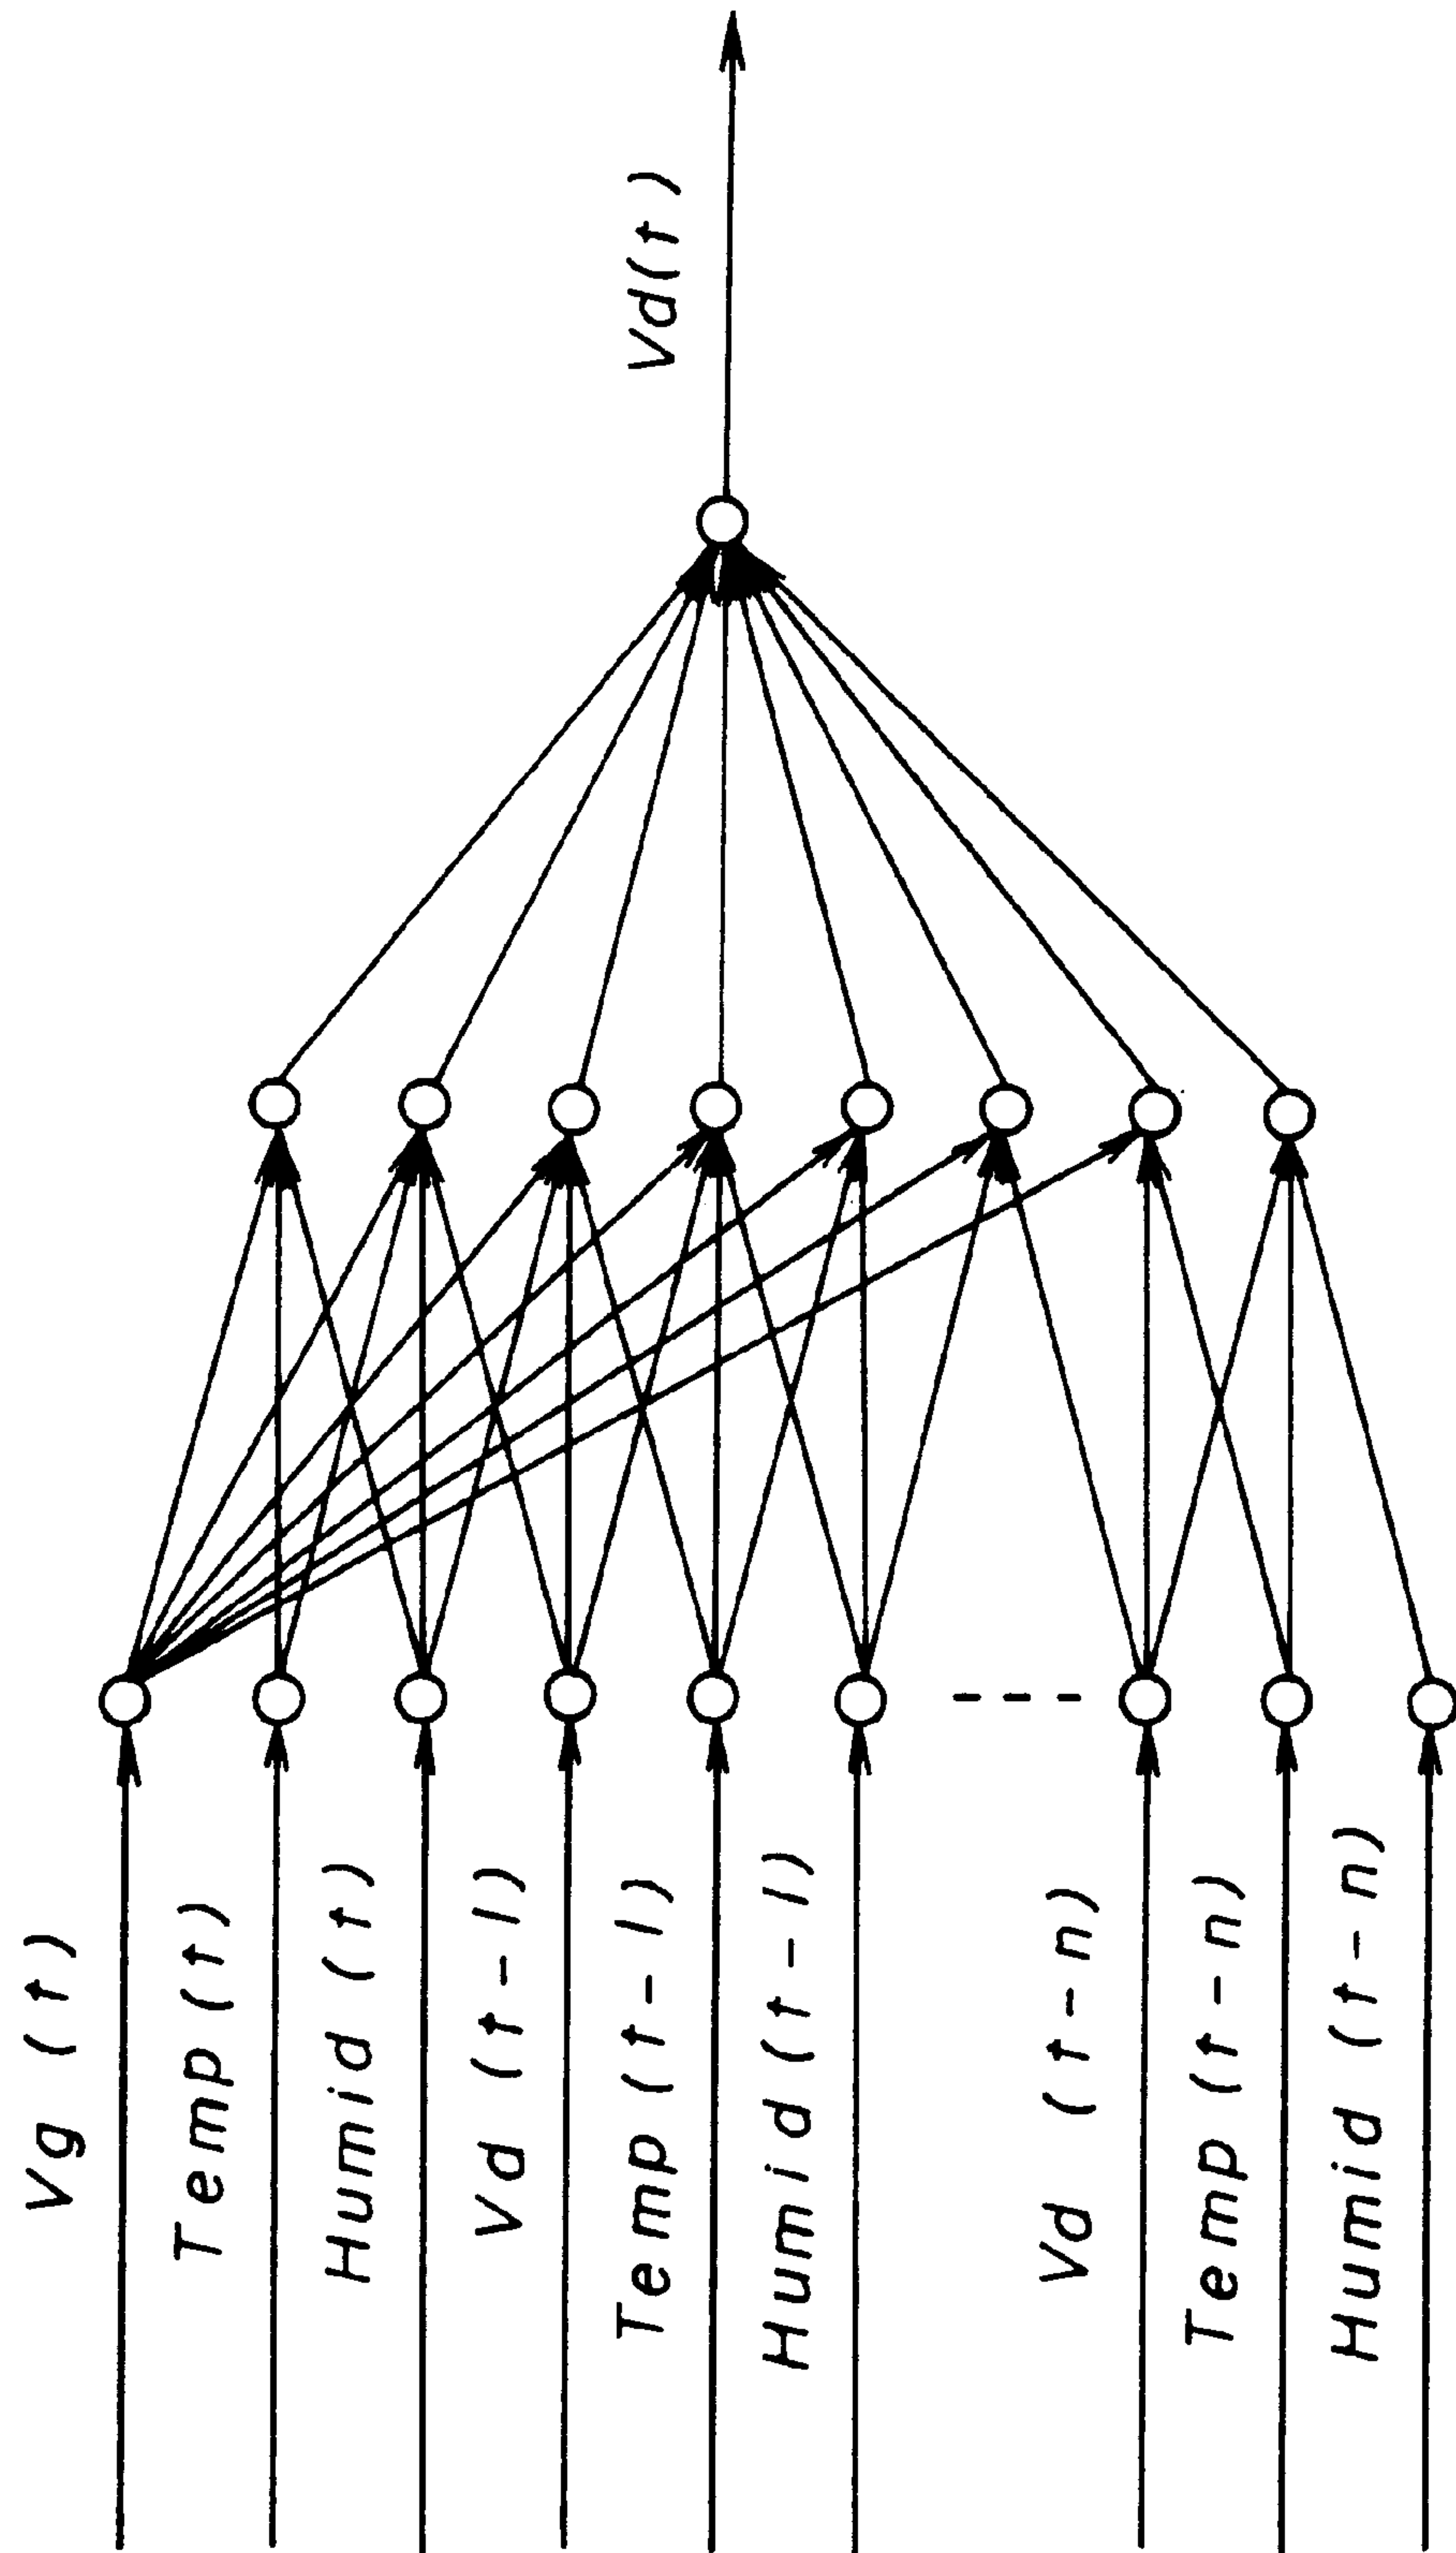 Vg (t)
Temp (t)
Humid (t)
Vd (t-1)
Temp (t-1)
Humid (t-1)
Vd (t-n)
Temp (t-n)
Humid (t-n)
Vd(t)